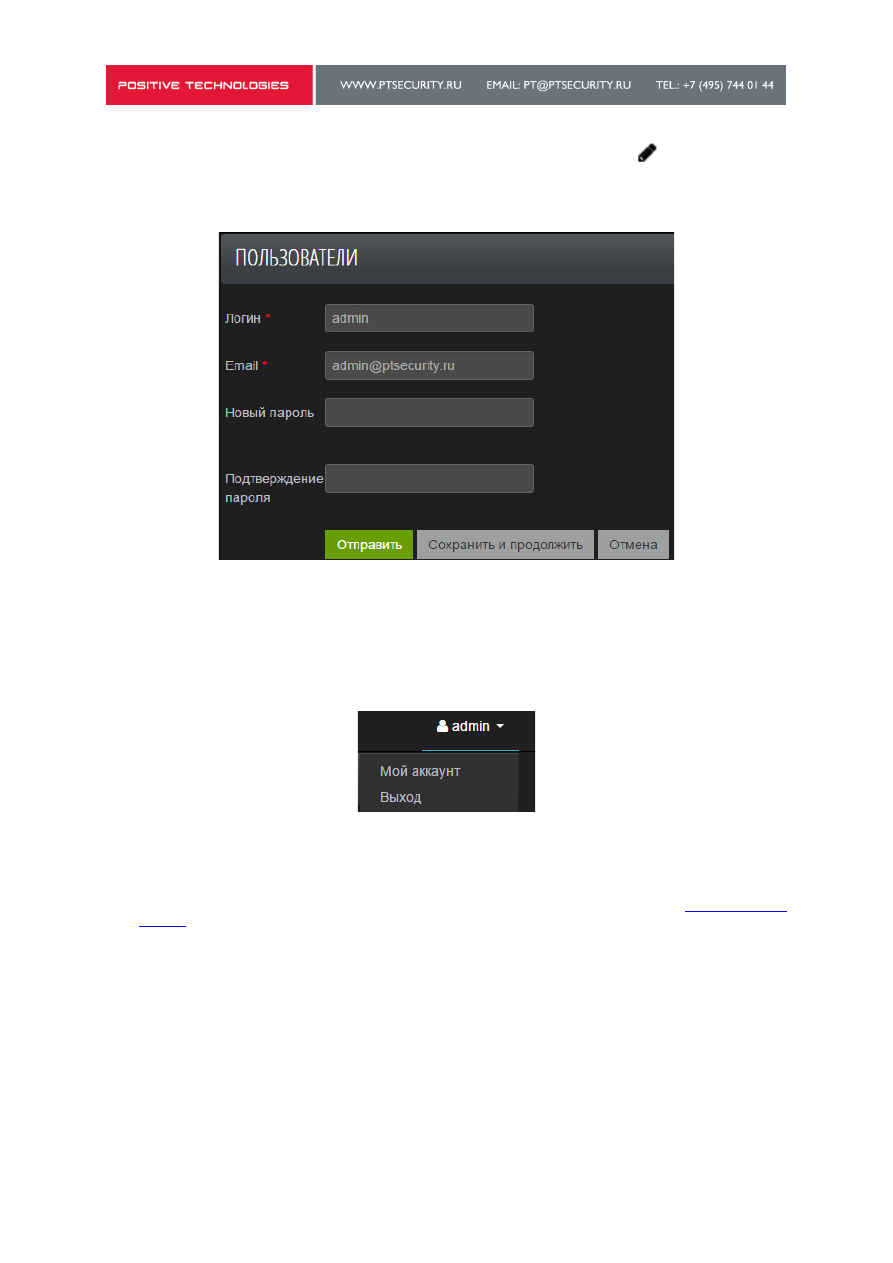 POSITIVE TECHNOLOGIES WWW.PTSECURITY.RU EMAIL: PT@PTSECURITY.RU TEL.: +7 (495) 744 01 44
ПОЛЬЗОВАТЕЛИ
Логин * admin
Email * admin@ptsecurity.ru
Новый пароль
Подтверждение
пароля
Отправить Сохранить и продолжить Отмена
admin
Мой аккаунт
Выход